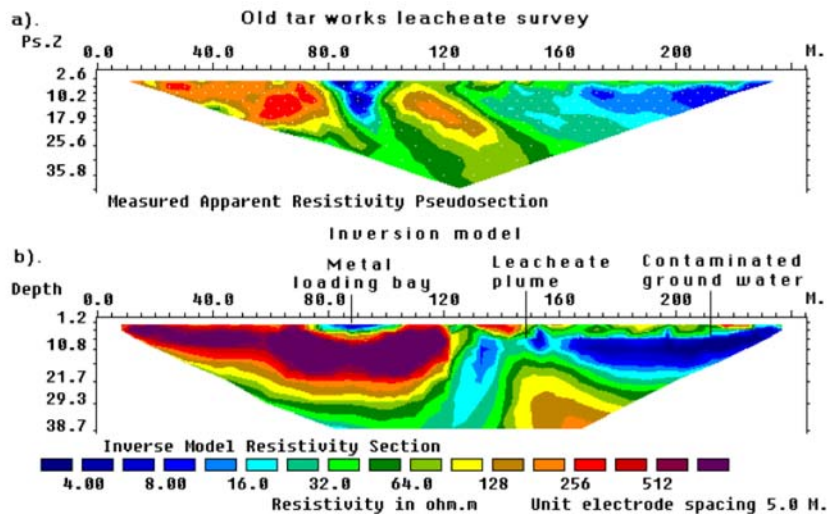 Old tar works leacheate survey
a).
Ps.Z
0.0 40.0 80.0 120 160 200 M.
2.6
10.2
17.9
25.6
35.8
Measured Apparent Resistivity Pseudosection
Inversion model
b).
Metal loading bay
Leacheate plume
Contaminated ground water
Depth
0.0 40.0 80.0 120 160 200 M.
1.2
10.8
21.7
29.3
38.7
Inverse Model Resistivity Section
4.00 8.00 16.0 32.0 64.0 128 256 512
Resistivity in ohm.m Unit electrode spacing 5.0 M.